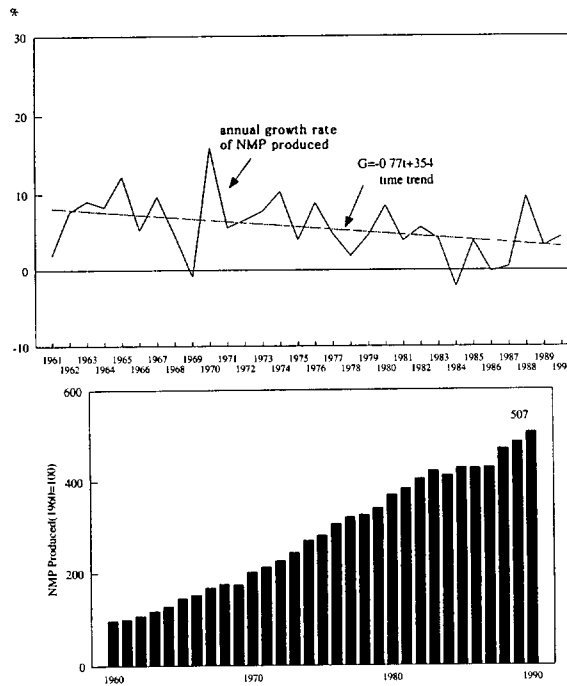 %
30
20
annual growth rate
of NMP produced
G=-0 77t+354
time trend
10
0
-10
1961 1963 1965 1967 1969 1971 1973 1975 1977 1979 1981 1983 1985 1987 1989
1962 1964 1966 1968 1970 1972 1974 1976 1978 1980 1982 1984 1986 1988 199
600
507
400
NMP Produced(1960=100)
200
0
1960 1970 1980 1990